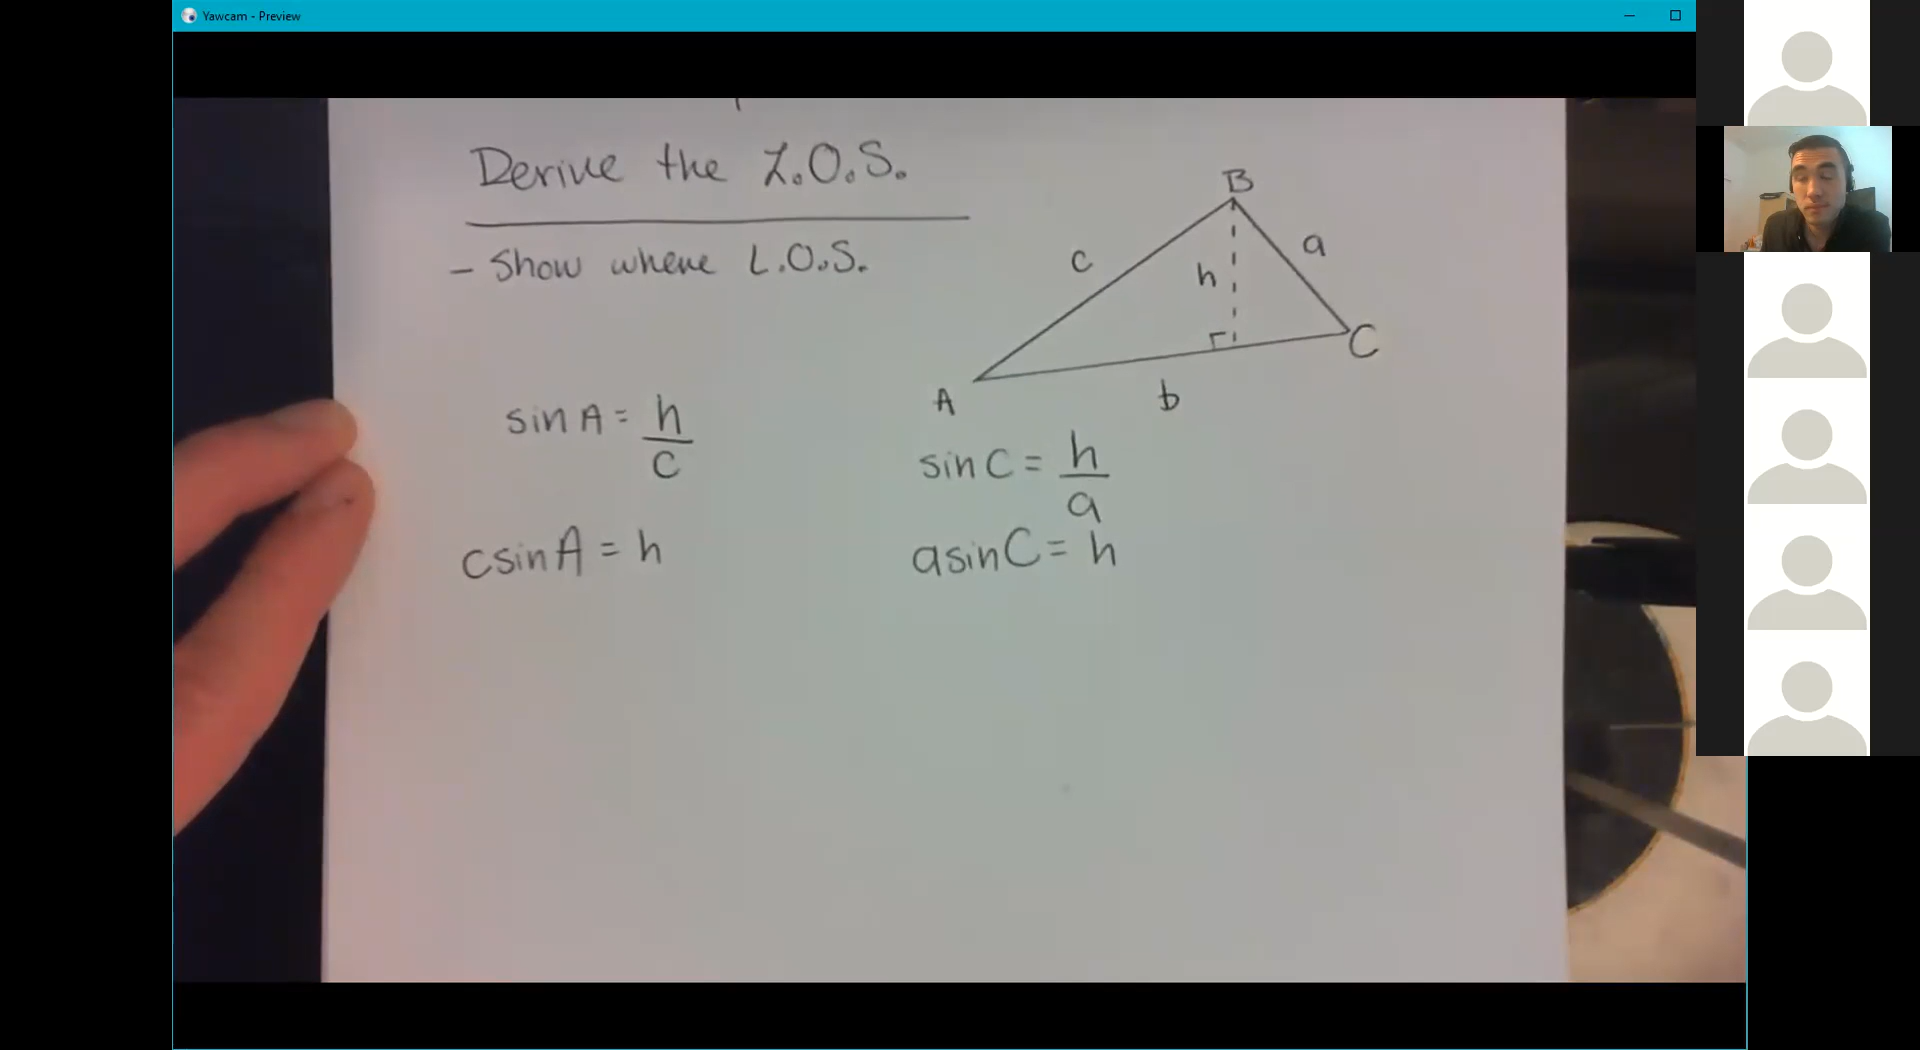 Yawcam - Preview
Derive the L.O.S.
- Show where L.O.S.
B
c
a
h
C
A
b
sin A = h/c
sin C = h/a
c sin A = h
a sin C = h